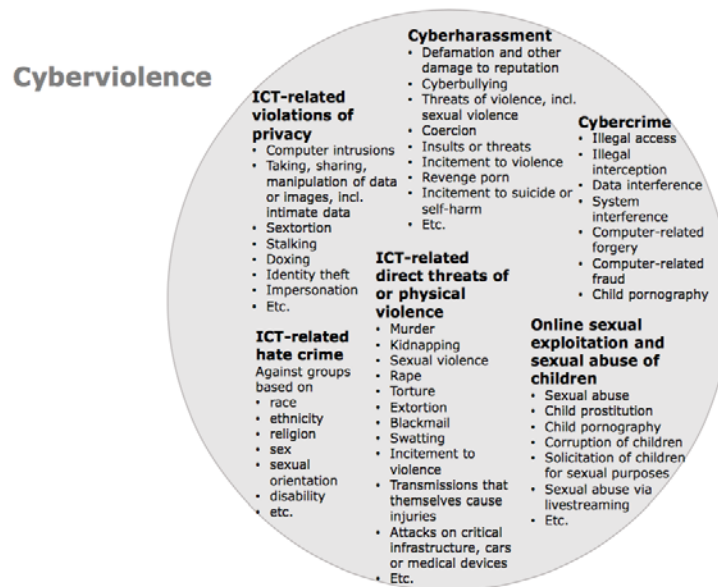 Cyberviolence
Cyberharassment
• Defamation and other
damage to reputation
• Cyberbullying
• Threats of violence, incl.
sexual violence
• Coercion
• Insults or threats
• Incitement to violence
• Revenge porn
• Incitement to suicide or
self-harm
• Etc.
ICT-related
violations of
privacy
• Computer intrusions
• Taking, sharing,
manipulation of data
or images, incl.
intimate data
• Sextortion
• Stalking
• Doxing
• Identity theft
• Impersonation
• Etc.
Cybercrime
• Illegal access
• Illegal
interception
• Data interference
• System
interference
• Computer-related
forgery
• Computer-related
fraud
• Child pornography
ICT-related
direct threats of
or physical
violence
• Murder
• Kidnapping
• Sexual violence
• Rape
• Torture
• Extortion
• Blackmail
• Swatting
• Incitement to
violence
• Transmissions that
themselves cause
injuries
• Attacks on critical
infrastructure, cars
or medical devices
• Etc.
ICT-related
hate crime
Against groups
based on
• race
• ethnicity
• religion
• sex
• sexual
orientation
• disability
• etc.
Online sexual
exploitation and
sexual abuse of
children
• Sexual abuse
• Child prostitution
• Child pornography
• Corruption of children
• Solicitation of children
for sexual purposes
• Sexual abuse via
livestreaming
• Etc.